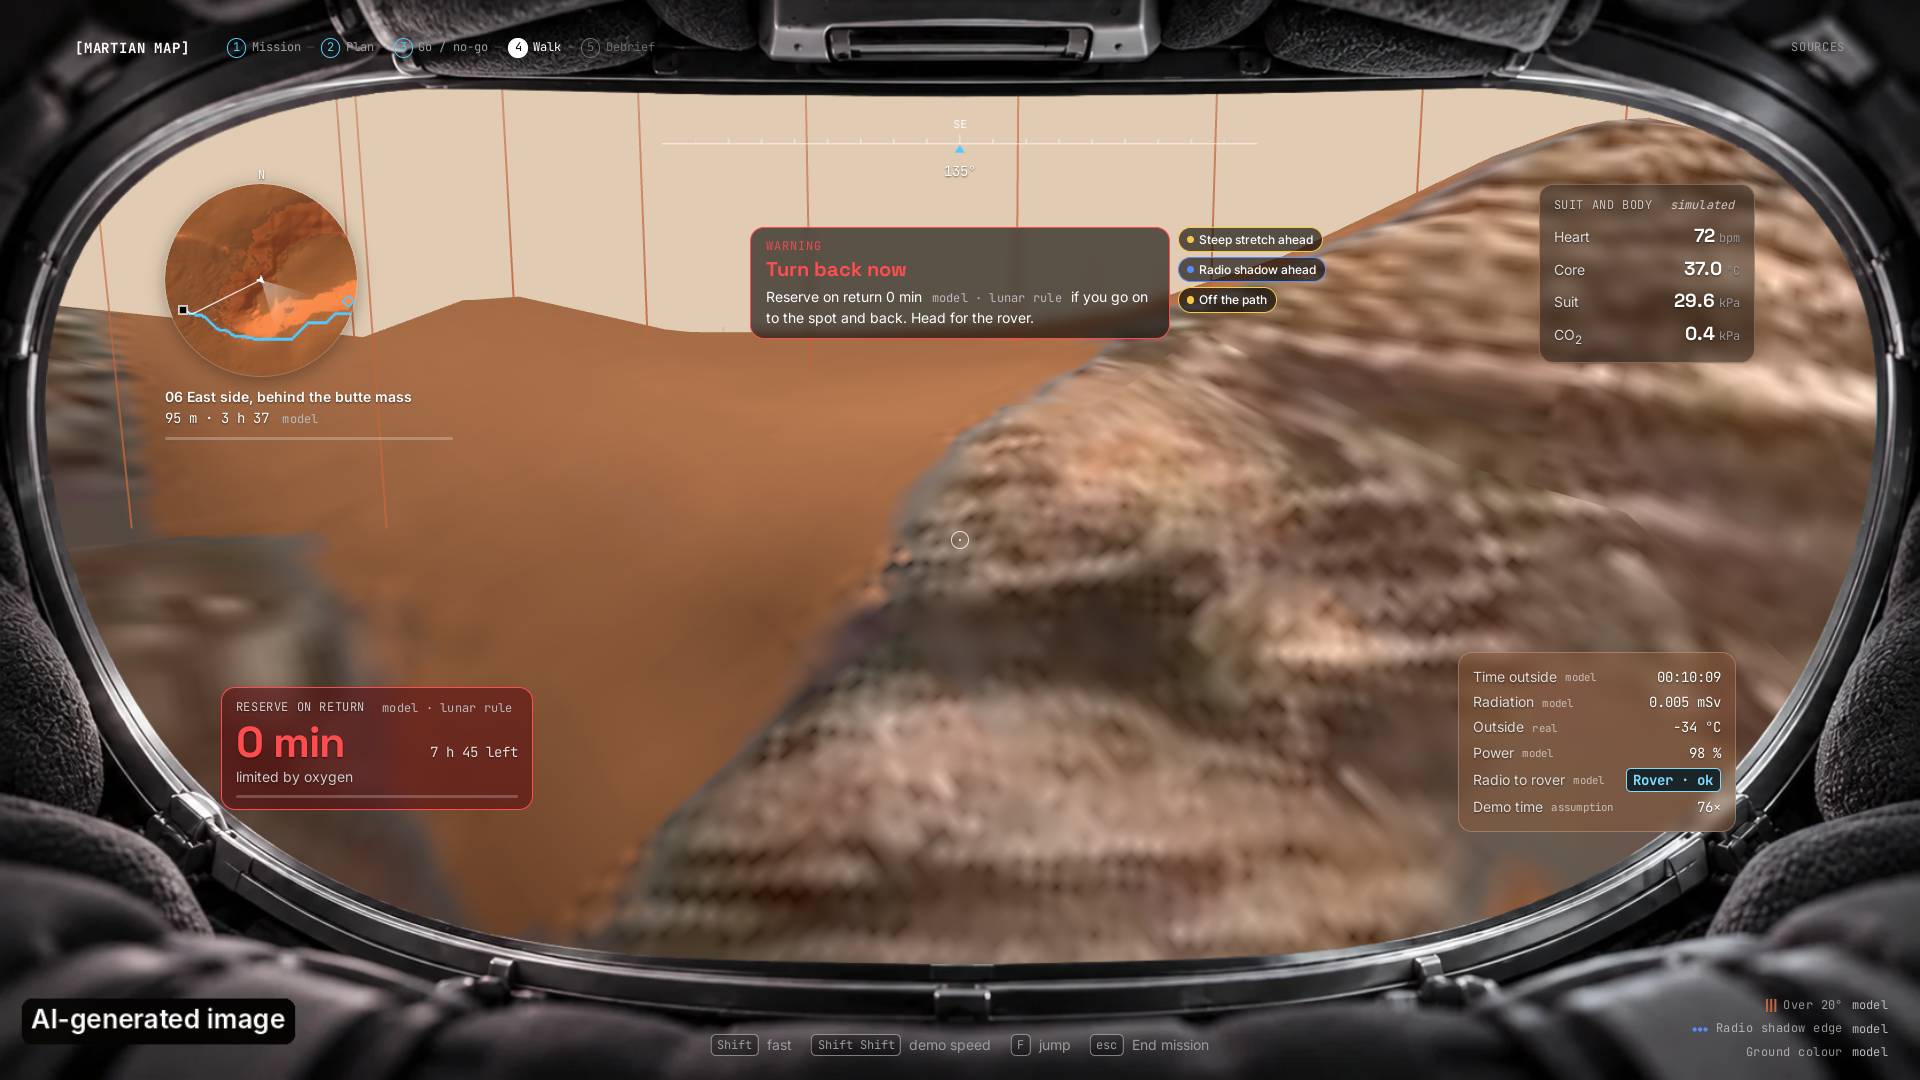 [MARTIAN MAP] 1 Mission 2 Plan 3 Go / no-go 4 Walk 5 Debrief SOURCES
SE
135°
N
06 East side, behind the butte mass
95 m · 3 h 37 model
WARNING
Turn back now
Reserve on return 0 min model · lunar rule if you go on
to the spot and back. Head for the rover.
Steep stretch ahead
Radio shadow ahead
Off the path
SUIT AND BODY simulated
Heart 72 bpm
Core 37.0 °C
Suit 29.6 kPa
CO2 0.4 kPa
RESERVE ON RETURN model · lunar rule
0 min 7 h 45 left
limited by oxygen
Time outside model 00:10:09
Radiation model 0.005 mSv
Outside real -34 °C
Power model 98 %
Radio to rover model Rover · ok
Demo time assumption 76×
AI-generated image
Shift fast Shift Shift demo speed F jump esc End mission
Over 20° model
Radio shadow edge model
Ground colour model